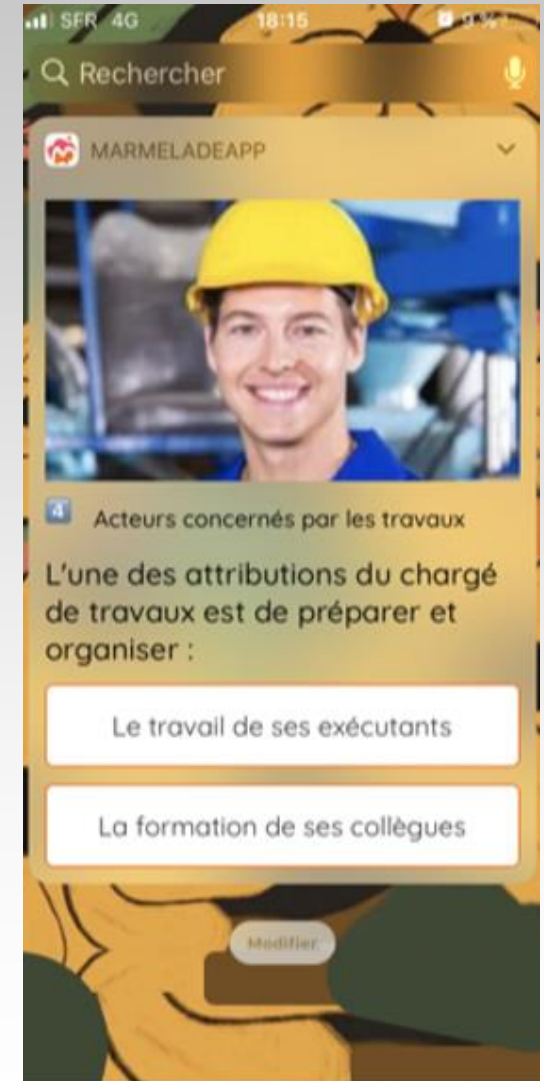 SFR 4G 18:15 9 %
Rechercher
MARMELADEAPP
4 Acteurs concernés par les travaux
L'une des attributions du chargé
de travaux est de préparer et
organiser :
Le travail de ses exécutants
La formation de ses collègues
Modifier